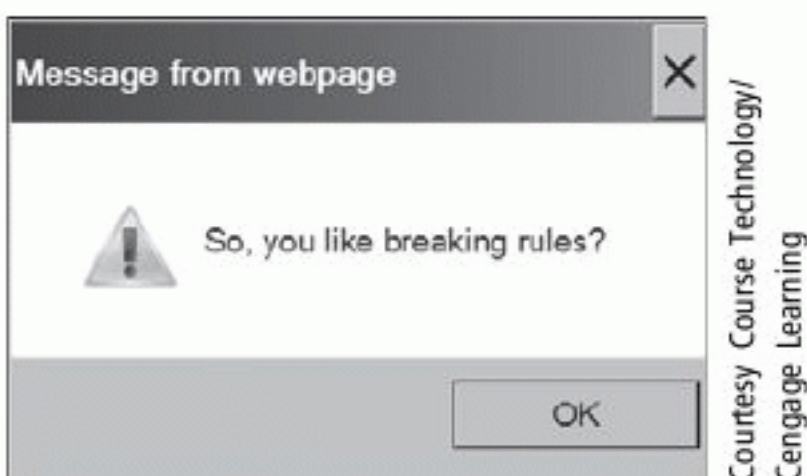 Message from webpage
So, you like breaking rules?
OK
Courtesy Course Technology/
Cengage Learning